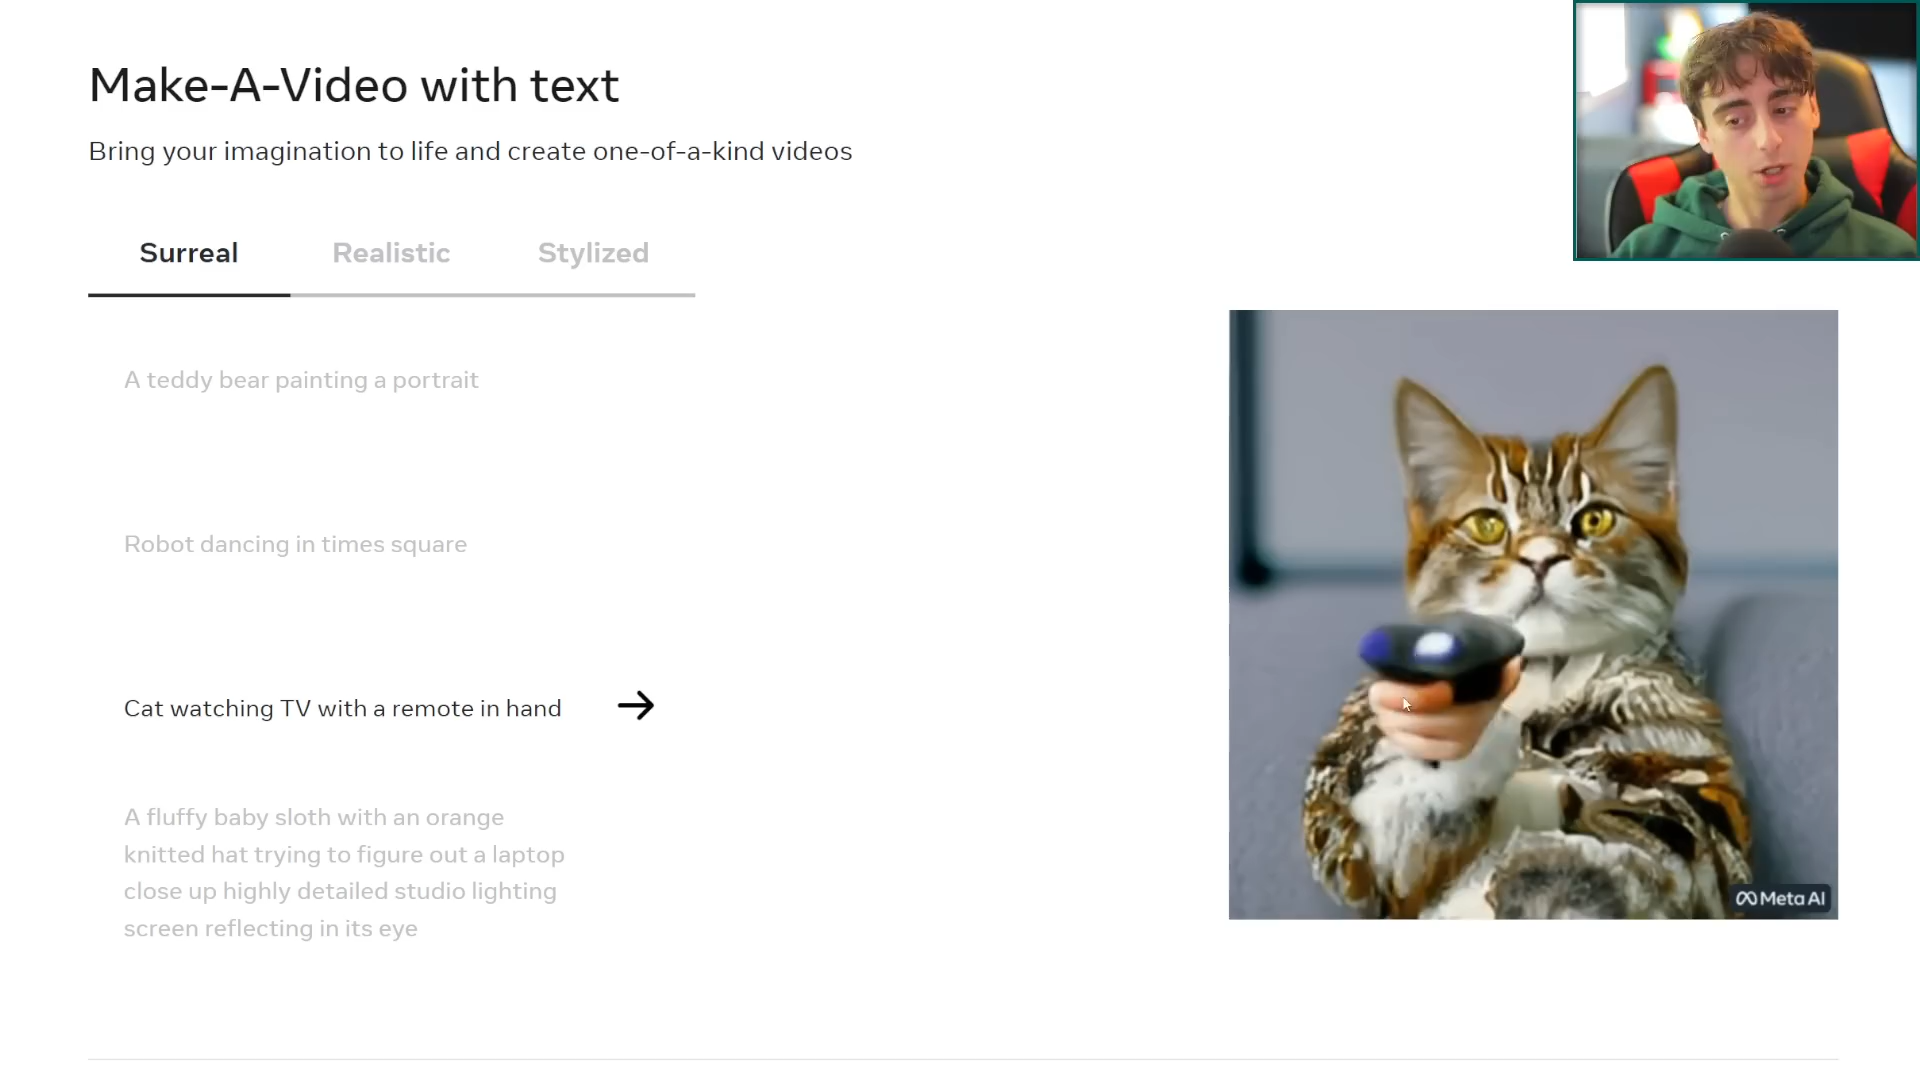 Make-A-Video with text
Bring your imagination to life and create one-of-a-kind videos
Surreal
Realistic
Stylized
A teddy bear painting a portrait
Robot dancing in times square
Cat watching TV with a remote in hand
A fluffy baby sloth with an orange
knitted hat trying to figure out a laptop
close up highly detailed studio lighting
screen reflecting in its eye
Meta AI